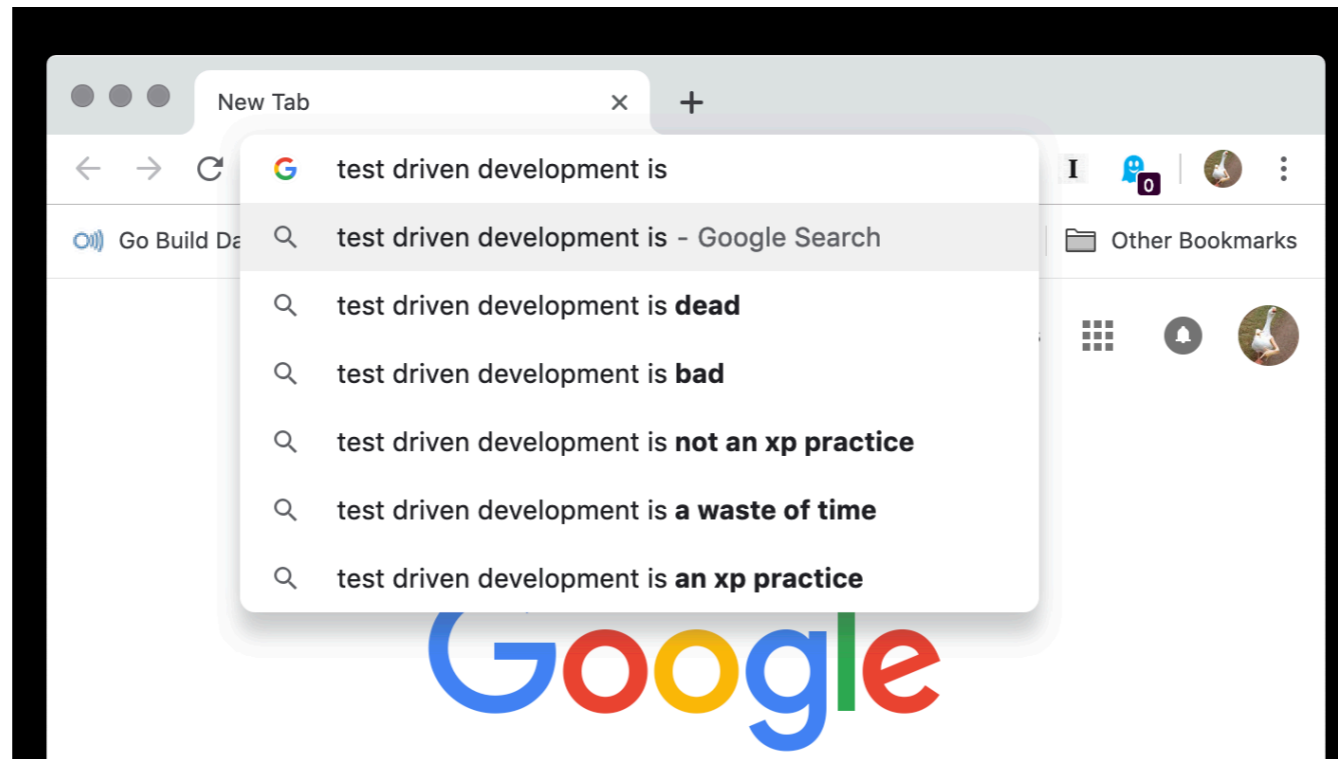 New Tab
test driven development is
I
0
Go Build Da
test driven development is - Google Search
Other Bookmarks
test driven development is dead
test driven development is bad
test driven development is not an xp practice
test driven development is a waste of time
test driven development is an xp practice
Google